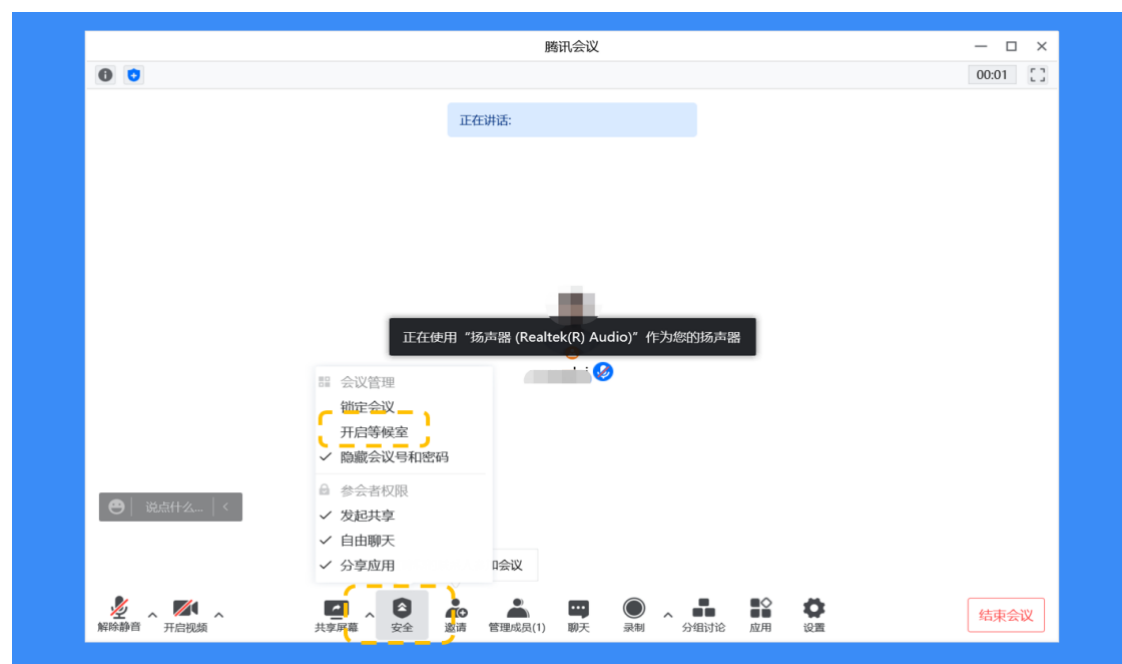 腾讯会议
00:01
正在讲话:
正在使用“扬声器 (Realtek(R) Audio)”作为您的扬声器
会议管理
锁定会议
开启等候室
隐藏会议号和密码
参会者权限
发起共享
自由聊天
分享应用
说点什么...
会议
解除静音
开启视频
共享屏幕
安全
邀请
管理成员(1)
聊天
录制
分组讨论
应用
设置
结束会议